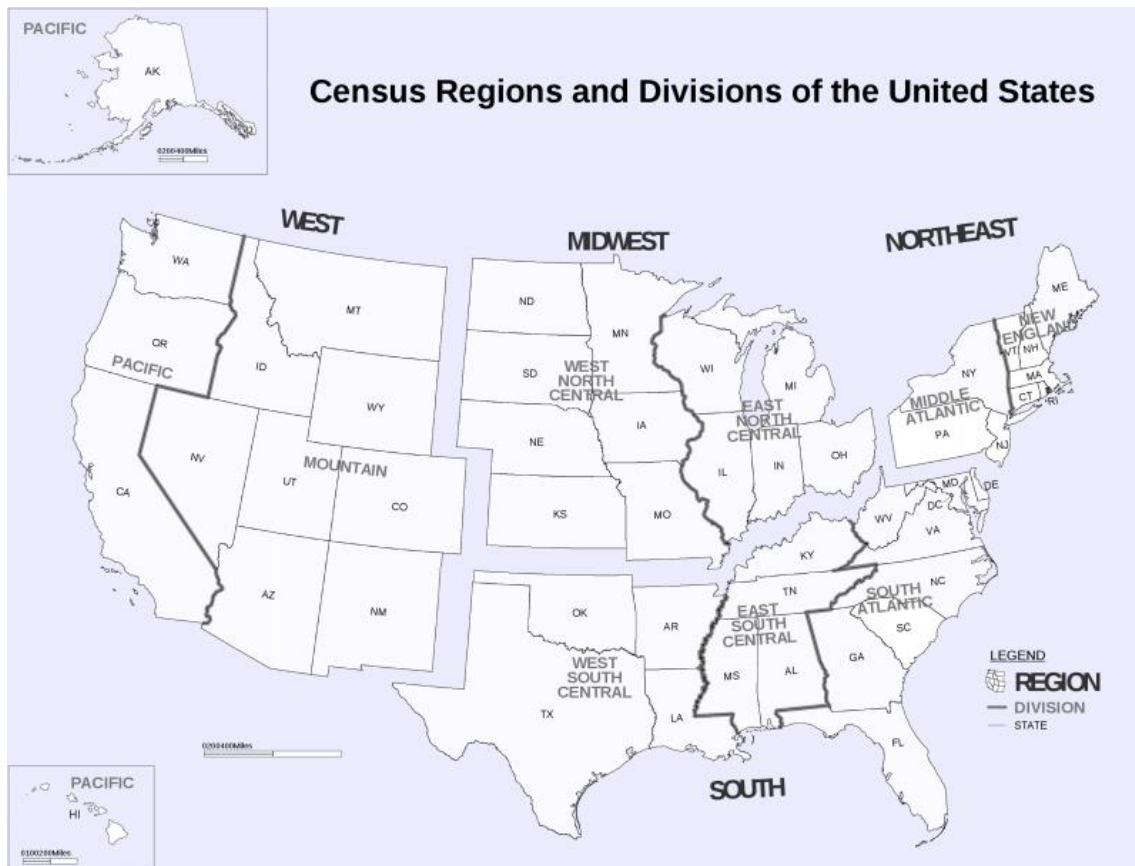 PACIFIC
AK
0200400Miles
Census Regions and Divisions of the United States
WEST
MIDWEST
NORTHEAST
WA
MT
ND
MN
ME
OR
ID
SD
WI
MI
NY
VT
NH
NEW
ENGLAND
MA
CT
RI
PACIFIC
WY
WEST
NORTH
CENTRAL
EAST
NORTH
CENTRAL
MIDDLE
ATLANTIC
PA
NJ
NV
UT
MOUNTAIN
CO
NE
IA
IL
IN
OH
CA
KS
MO
WV
MD
DE
DC
VA
KY
AZ
NM
OK
AR
TN
NC
EAST
SOUTH
CENTRAL
SOUTH
ATLANTIC
SC
WEST
SOUTH
CENTRAL
TX
LA
MS
AL
GA
FL
LEGEND
REGION
DIVISION
STATE
0200400Miles
SOUTH
PACIFIC
HI
0100200Miles